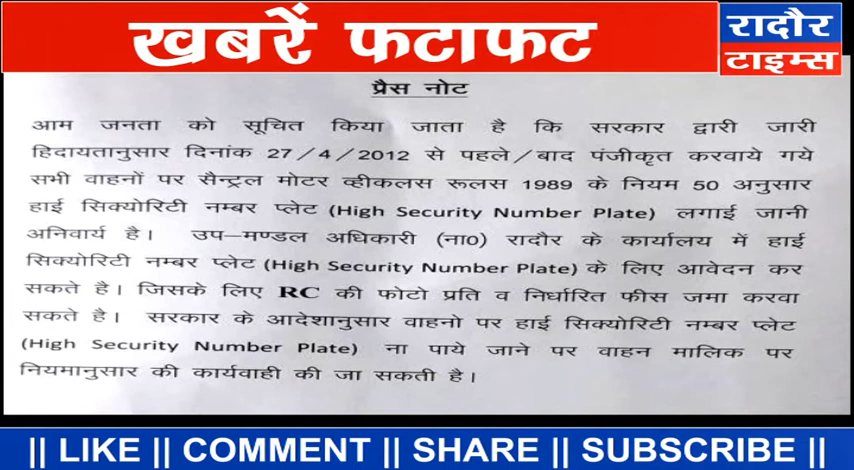 खबरें फटाफट
रादौर
टाइम्स
प्रैस नोट
आम जनता को सूचित किया जाता है कि सरकार द्वारी जारी
हिदायतानुसार दिनांक 27/4/2012 से पहले/बाद पंजीकृत करवाये गये
सभी वाहनों पर सैन्ट्रल मोटर व्हीकलस रूलस 1989 के नियम 50 अनुसार
हाई सिक्योरिटी नम्बर प्लेट (High Security Number Plate) लगाई जानी
अनिवार्य है। उप–मण्डल अधिकारी (ना0) रादौर के कार्यालय में हाई
सिक्योरिटी नम्बर प्लेट (High Security Number Plate) के लिए आवेदन कर
सकते है। जिसके लिए RC की फोटो प्रति व निर्धारित फीस जमा करवा
सकते है। सरकार के आदेशानुसार वाहनो पर हाई सिक्योरिटी नम्बर प्लेट
(High Security Number Plate) ना पाये जाने पर वाहन मालिक पर
नियमानुसार की कार्यवाही की जा सकती है।
|| LIKE || COMMENT || SHARE || SUBSCRIBE ||